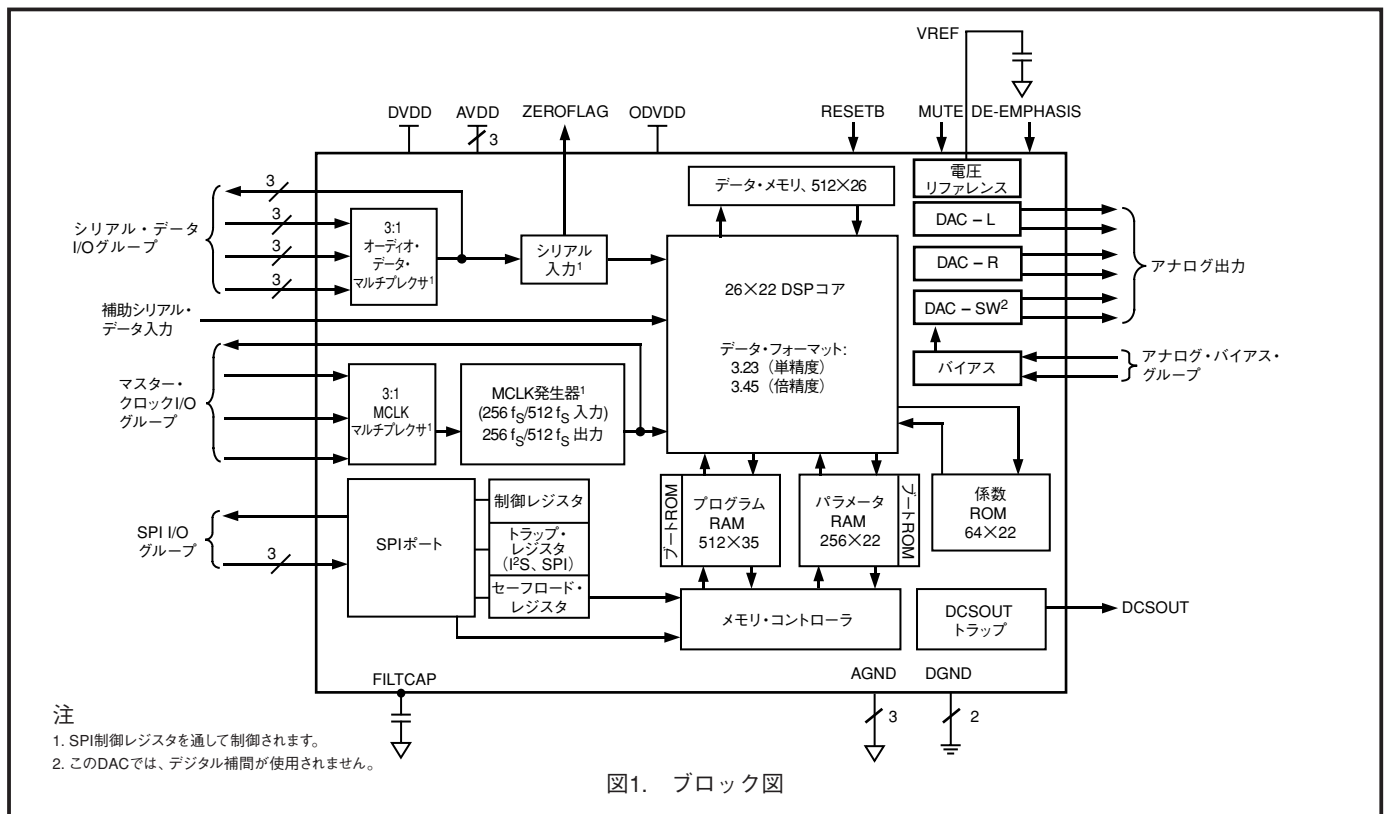 VREF
DVDD
AVDD
3
ZEROFLAG
ODVDD
RESETB
MUTE
DE-EMPHASIS
シリアル・データ
I/Oグループ
3
3
3
3
3:1
オーディオ・
データ・
マルチプレクサ1
シリアル
入力1
データ・メモリ、512×26
電圧
リファレンス
DAC – L
DAC – R
DAC – SW2
アナログ出力
バイアス
アナログ・バイアス・
グループ
補助シリアル・
データ入力
26×22 DSPコア
データ・フォーマット:
3.23(単精度)
3.45(倍精度)
マスター・
クロックI/O
グループ
3:1
MCLK
マルチプレクサ1
MCLK発生器1
(256 fS/512 fS 入力)
256 fS/512 fS 出力
SPI I/O
グループ
3
SPIポート
制御レジスタ
トラップ・
レジスタ
(I2S、SPI)
セーフロード・
レジスタ
ブートROM
プログラム
RAM
512×35
パラメータ
RAM
256×22
ブートROM
係数
ROM
64×22
メモリ・コントローラ
DCSOUT
トラップ
DCSOUT
FILTCAP
AGND
3
DGND
2
注
1. SPI制御レジスタを通して制御されます。
2. このDACでは、デジタル補間が使用されません。
図1. ブロック図